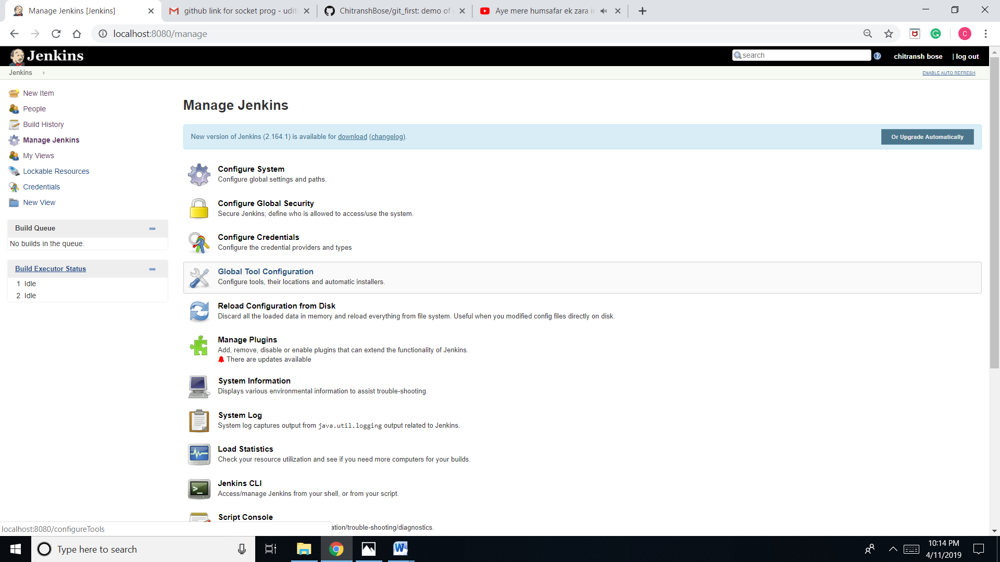 Manage Jenkins [Jenkins]
github link for socket prog - udit
ChitranshBose/git_first: demo of
Aye mere humsafar ek zara ir
localhost:8080/manage
C
Jenkins
search
chitransh bose
| log out
Jenkins
ENABLE AUTO REFRESH
New Item
People
Build History
Manage Jenkins
My Views
Lockable Resources
Credentials
New View
Build Queue
No builds in the queue.
Build Executor Status
1 Idle
2 Idle
Manage Jenkins
New version of Jenkins (2.164.1) is available for download (changelog).
Or Upgrade Automatically
Configure System
Configure global settings and paths.
Configure Global Security
Secure Jenkins; define who is allowed to access/use the system.
Configure Credentials
Configure the credential providers and types
Global Tool Configuration
Configure tools, their locations and automatic installers.
Reload Configuration from Disk
Discard all the loaded data in memory and reload everything from file system. Useful when you modified config files directly on disk.
Manage Plugins
Add, remove, disable or enable plugins that can extend the functionality of Jenkins.
There are updates available
System Information
Displays various environmental information to assist trouble-shooting.
System Log
System log captures output from java.util.logging output related to Jenkins.
Load Statistics
Check your resource utilization and see if you need more computers for your builds.
Jenkins CLI
Access/manage Jenkins from your shell, or from your script.
Script Console
ation/trouble-shooting/diagnostics.
localhost:8080/configureTools
Type here to search
10:14 PM
4/11/2019